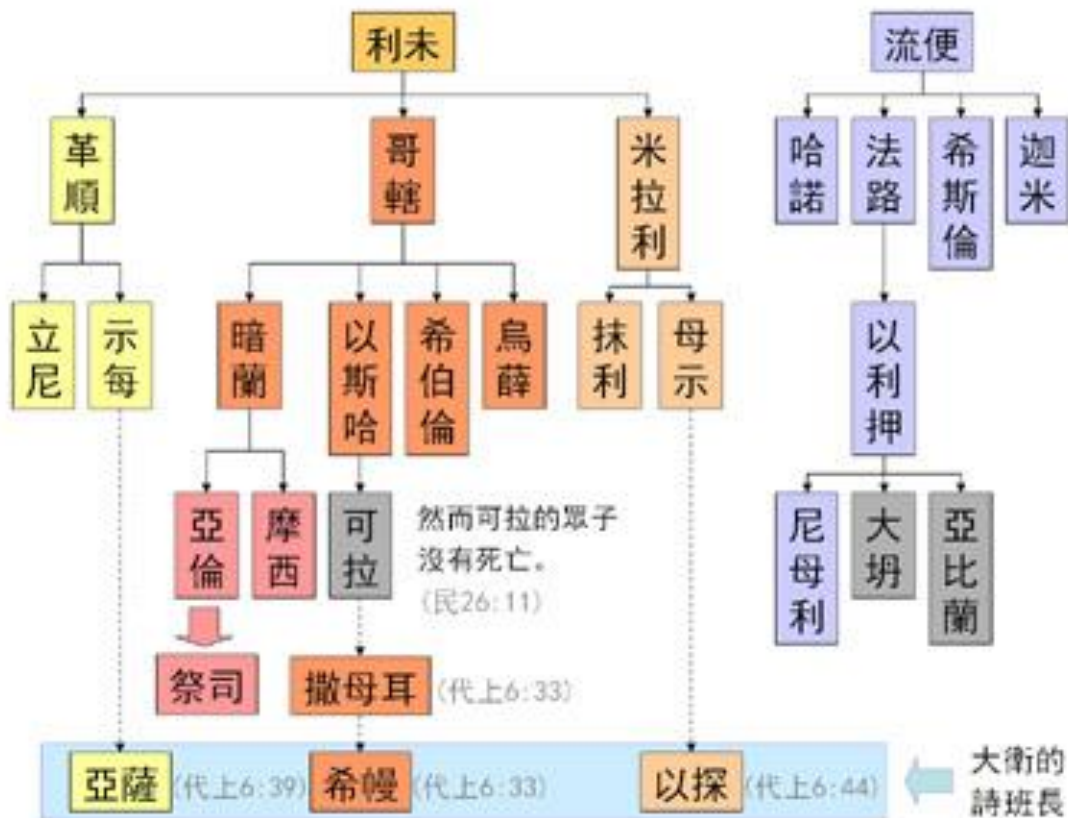 利未
流便
革順
哥轄
米拉利
哈諾
法路
希斯倫
迦米
立尼
示每
暗蘭
以斯哈
希伯倫
烏薛
抹利
母示
以利押
亞倫
摩西
可拉
然而可拉的眾子
沒有死亡。
(民26:11)
尼母利
大坍
亞比蘭
祭司
撒母耳
(代上6:33)
亞薩
(代上6:39)
希幔
(代上6:33)
以探
(代上6:44)
大衛的
詩班長